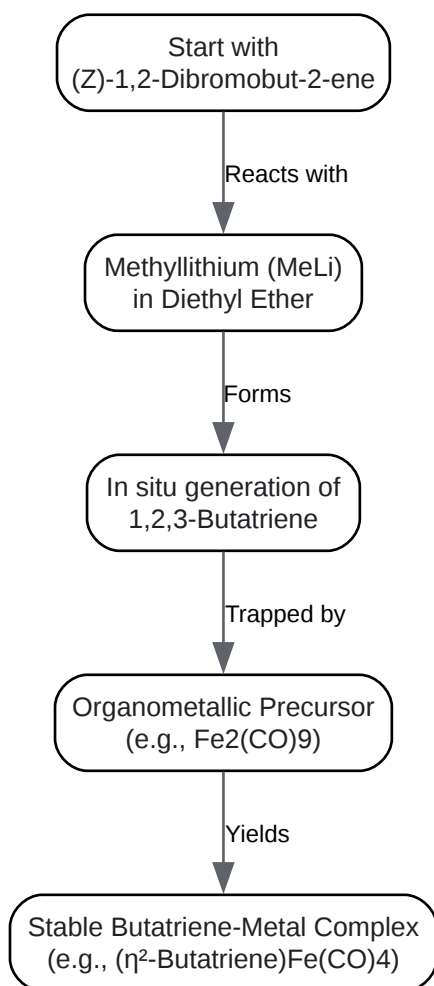 Start with
(Z)-1,2-Dibromobut-2-ene
Reacts with
Methyllithium (MeLi)
in Diethyl Ether
Forms
In situ generation of
1,2,3-Butatriene
Trapped by
Organometallic Precursor
(e.g., Fe2(CO)9)
Yields
Stable Butatriene-Metal Complex
(e.g., (η²-Butatriene)Fe(CO)4)